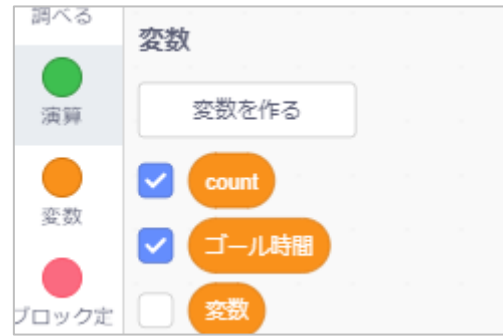 調べる
演算
変数
ブロック定
変数
変数を作る
count
ゴール時間
変数